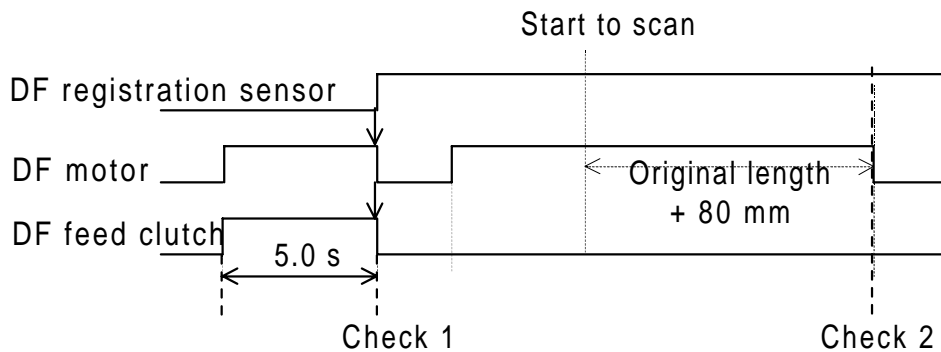 Start to scan
DF registration sensor
DF motor
Original length
+ 80 mm
DF feed clutch
5.0 s
Check 1
Check 2